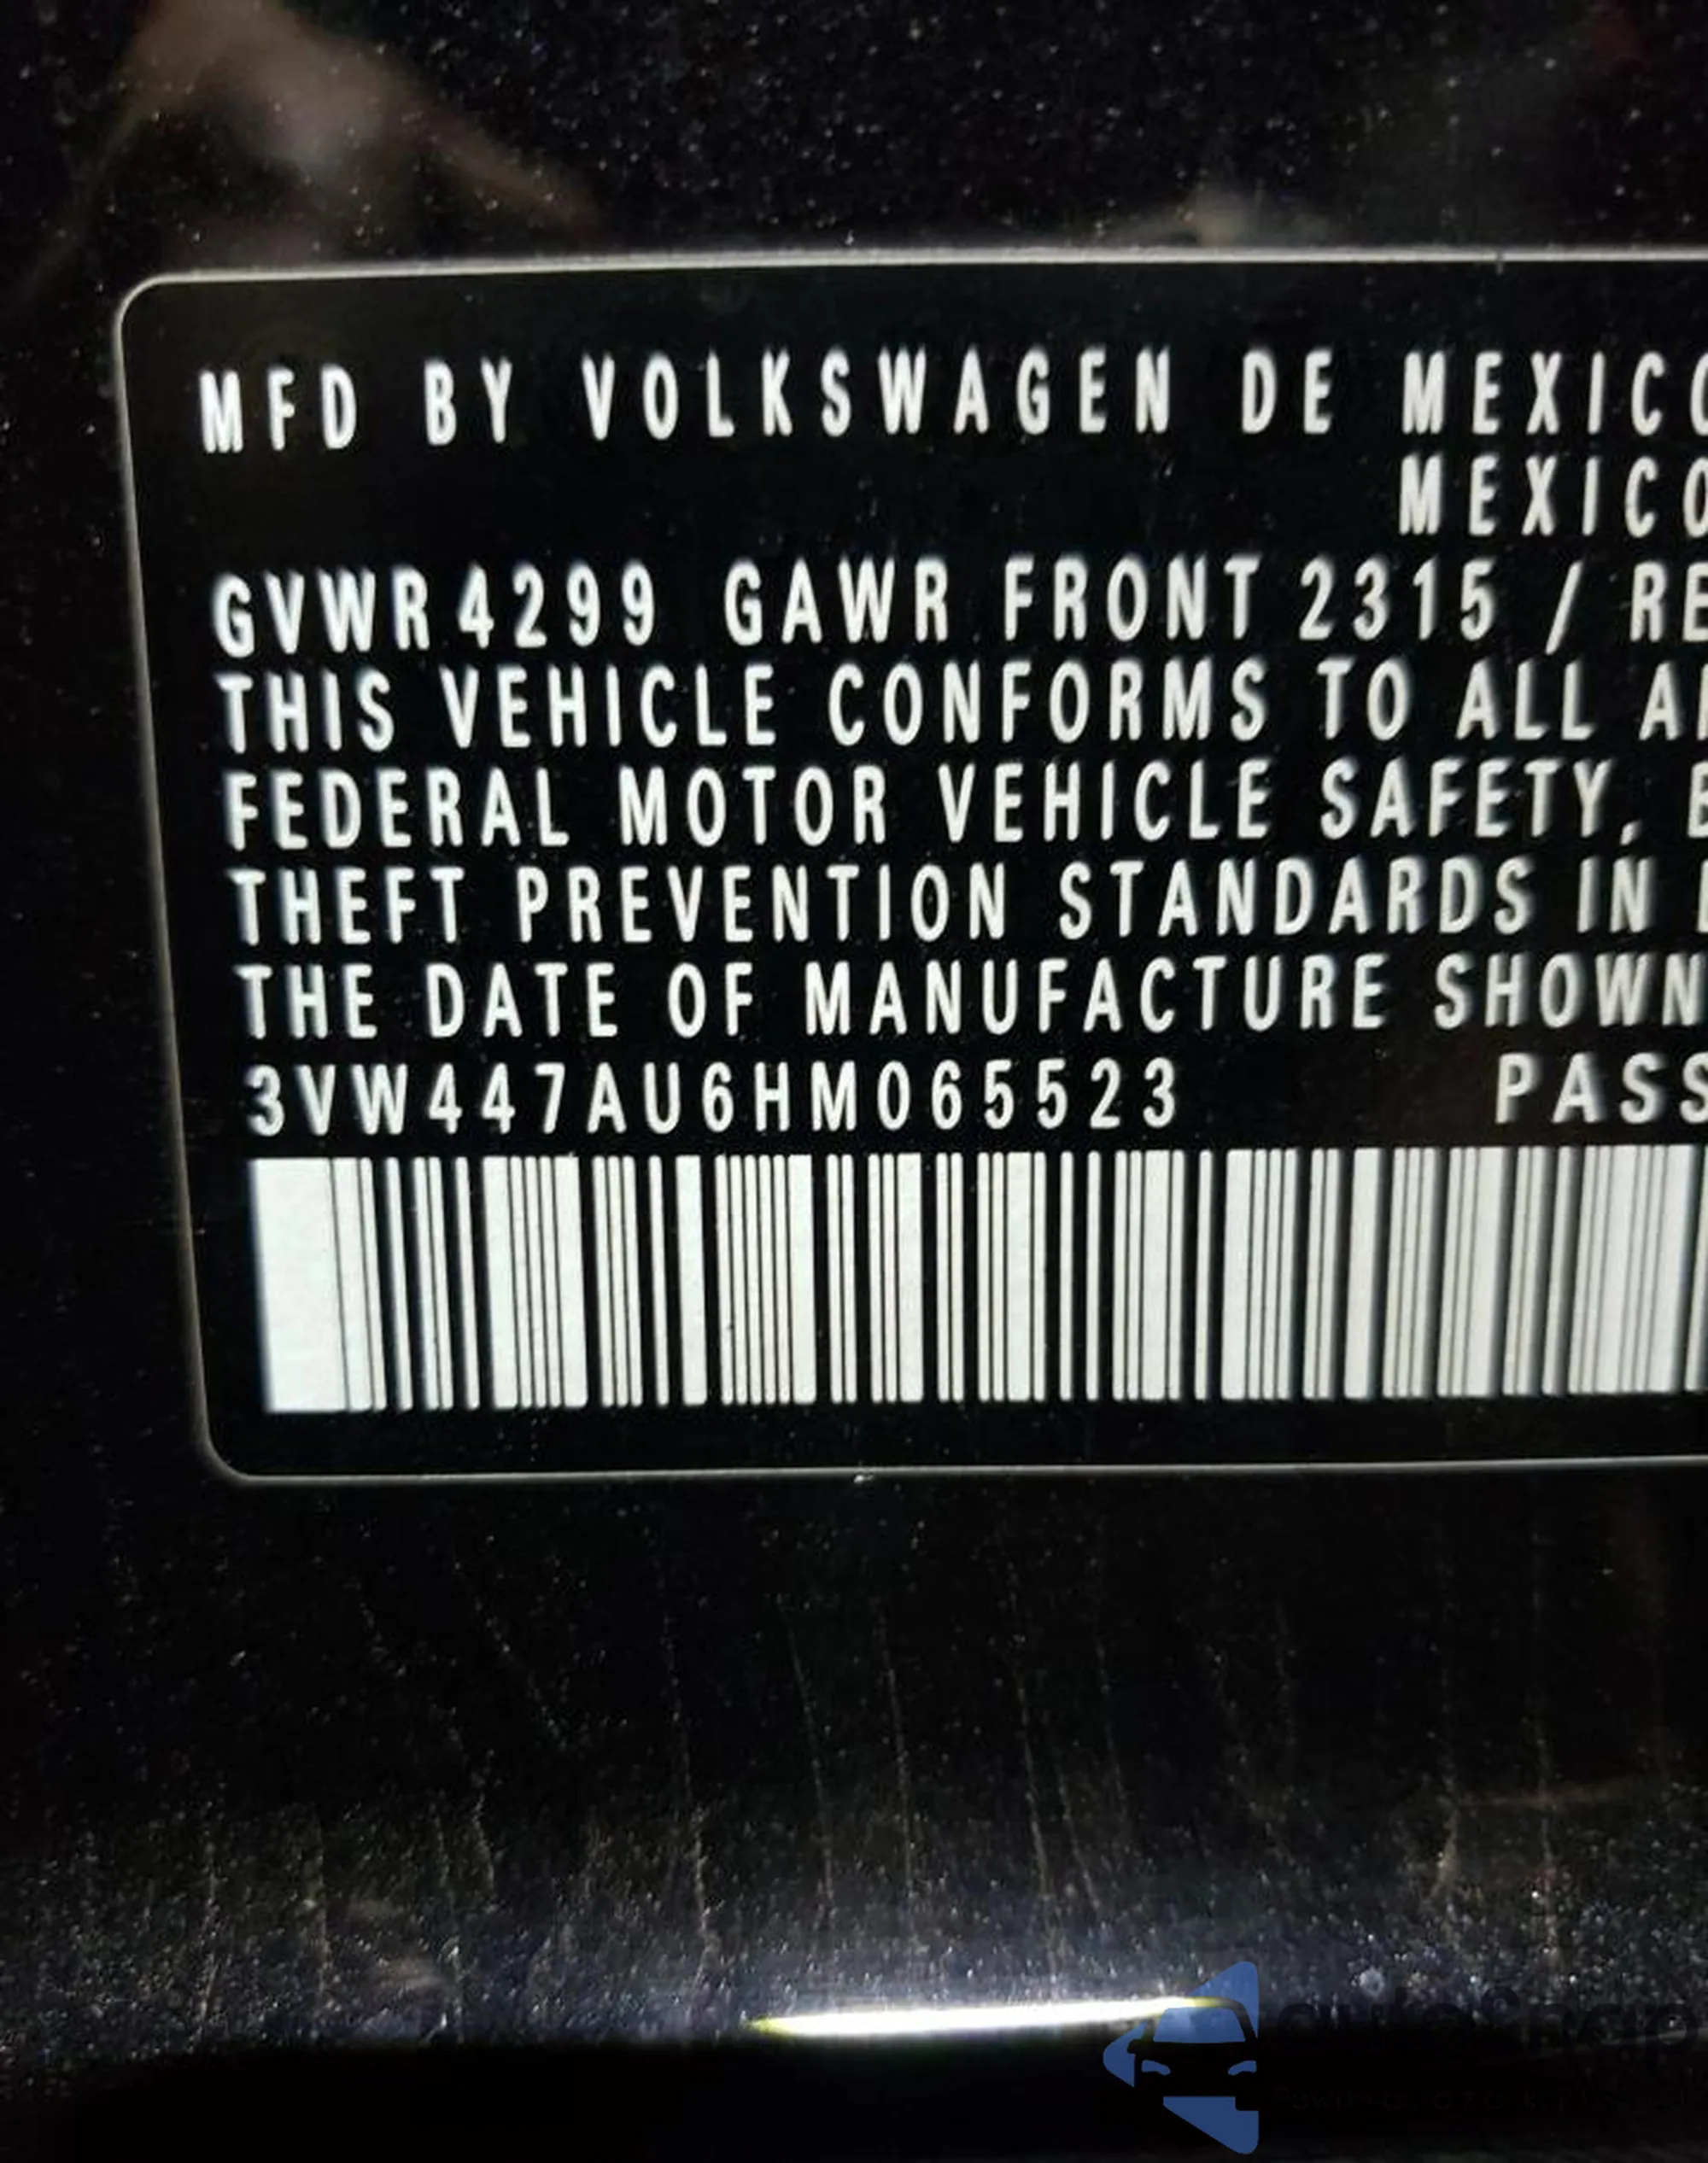 MFD BY VOLKSWAGEN DE MEXICO
MEXICO
GVWR 4299 GAWR FRONT 2315 / RE
THIS VEHICLE CONFORMS TO ALL A
FEDERAL MOTOR VEHICLE SAFETY,
THEFT PREVENTION STANDARDS IN
THE DATE OF MANUFACTURE SHOWN
3VW447AU6HM065523 PASS